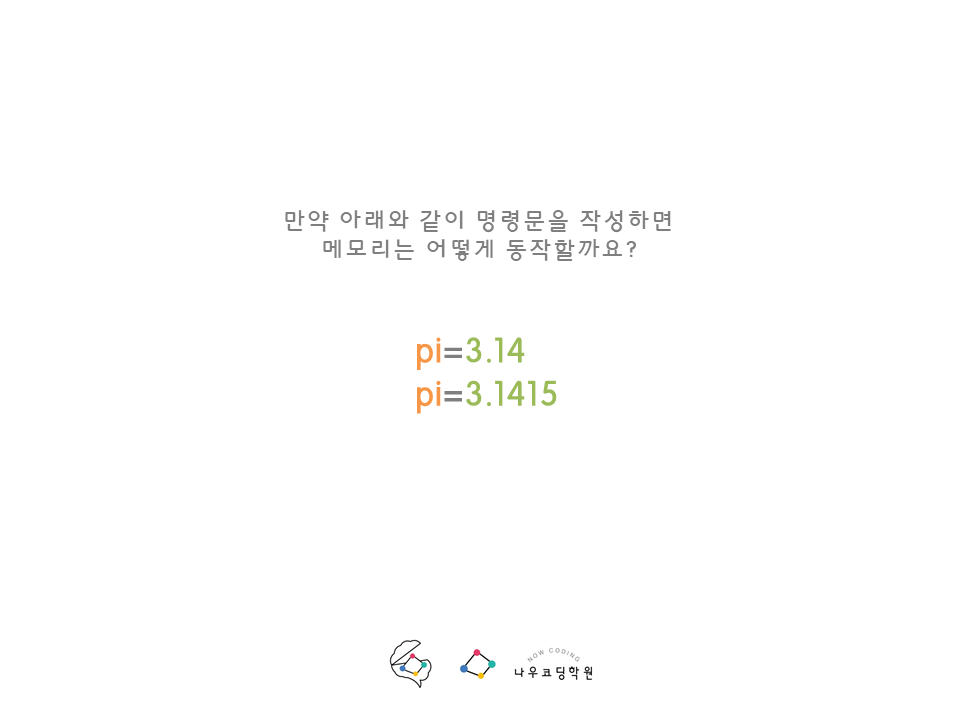 만약 아래와 같이 명령문을 작성하면
메모리는 어떻게 동작할까요?
pi=3.14
pi=3.1415
NOW CODING
나우코딩학원